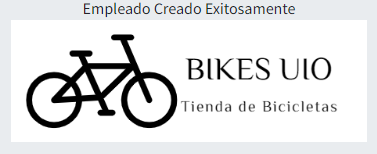 Empleado Creado Exitosamente
BIKES UIO
Tienda de Bicicletas